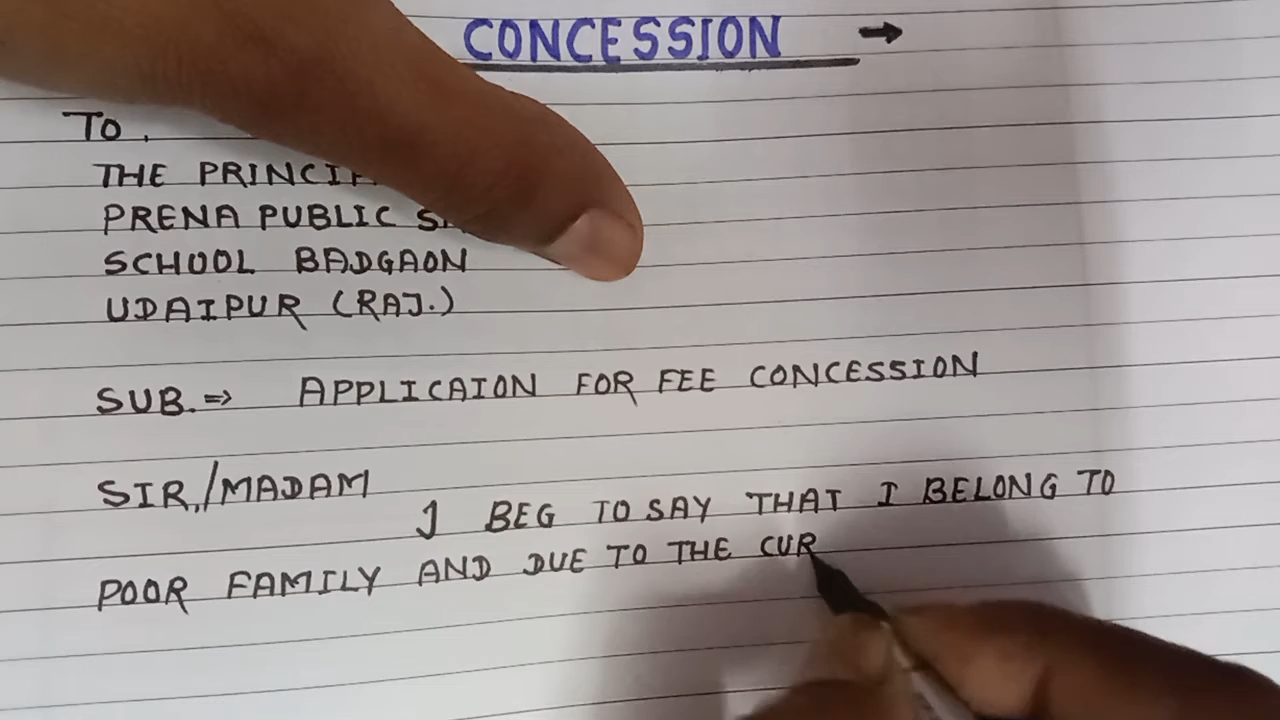 CONCESSION →
TO,
THE
PRENA PUBLIC
SCHOOL BADGAON
UDAIPUR (RAJ.)
SUB.⇒ APPLICAION FOR FEE CONCESSION
SIR,/MADAM
I BEG TO SAY THAT I BELONG TO
POOR FAMILY AND DUE TO THE CUR